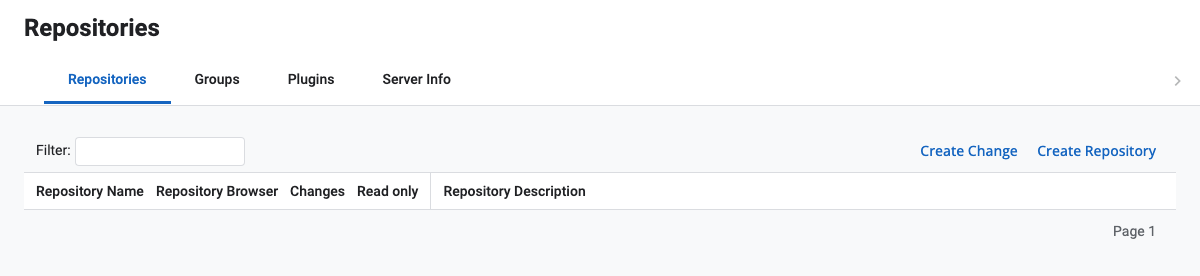 Repositories
Repositories Groups Plugins Server Info
Filter: Create Change Create Repository
Repository Name Repository Browser Changes Read only Repository Description
Page 1